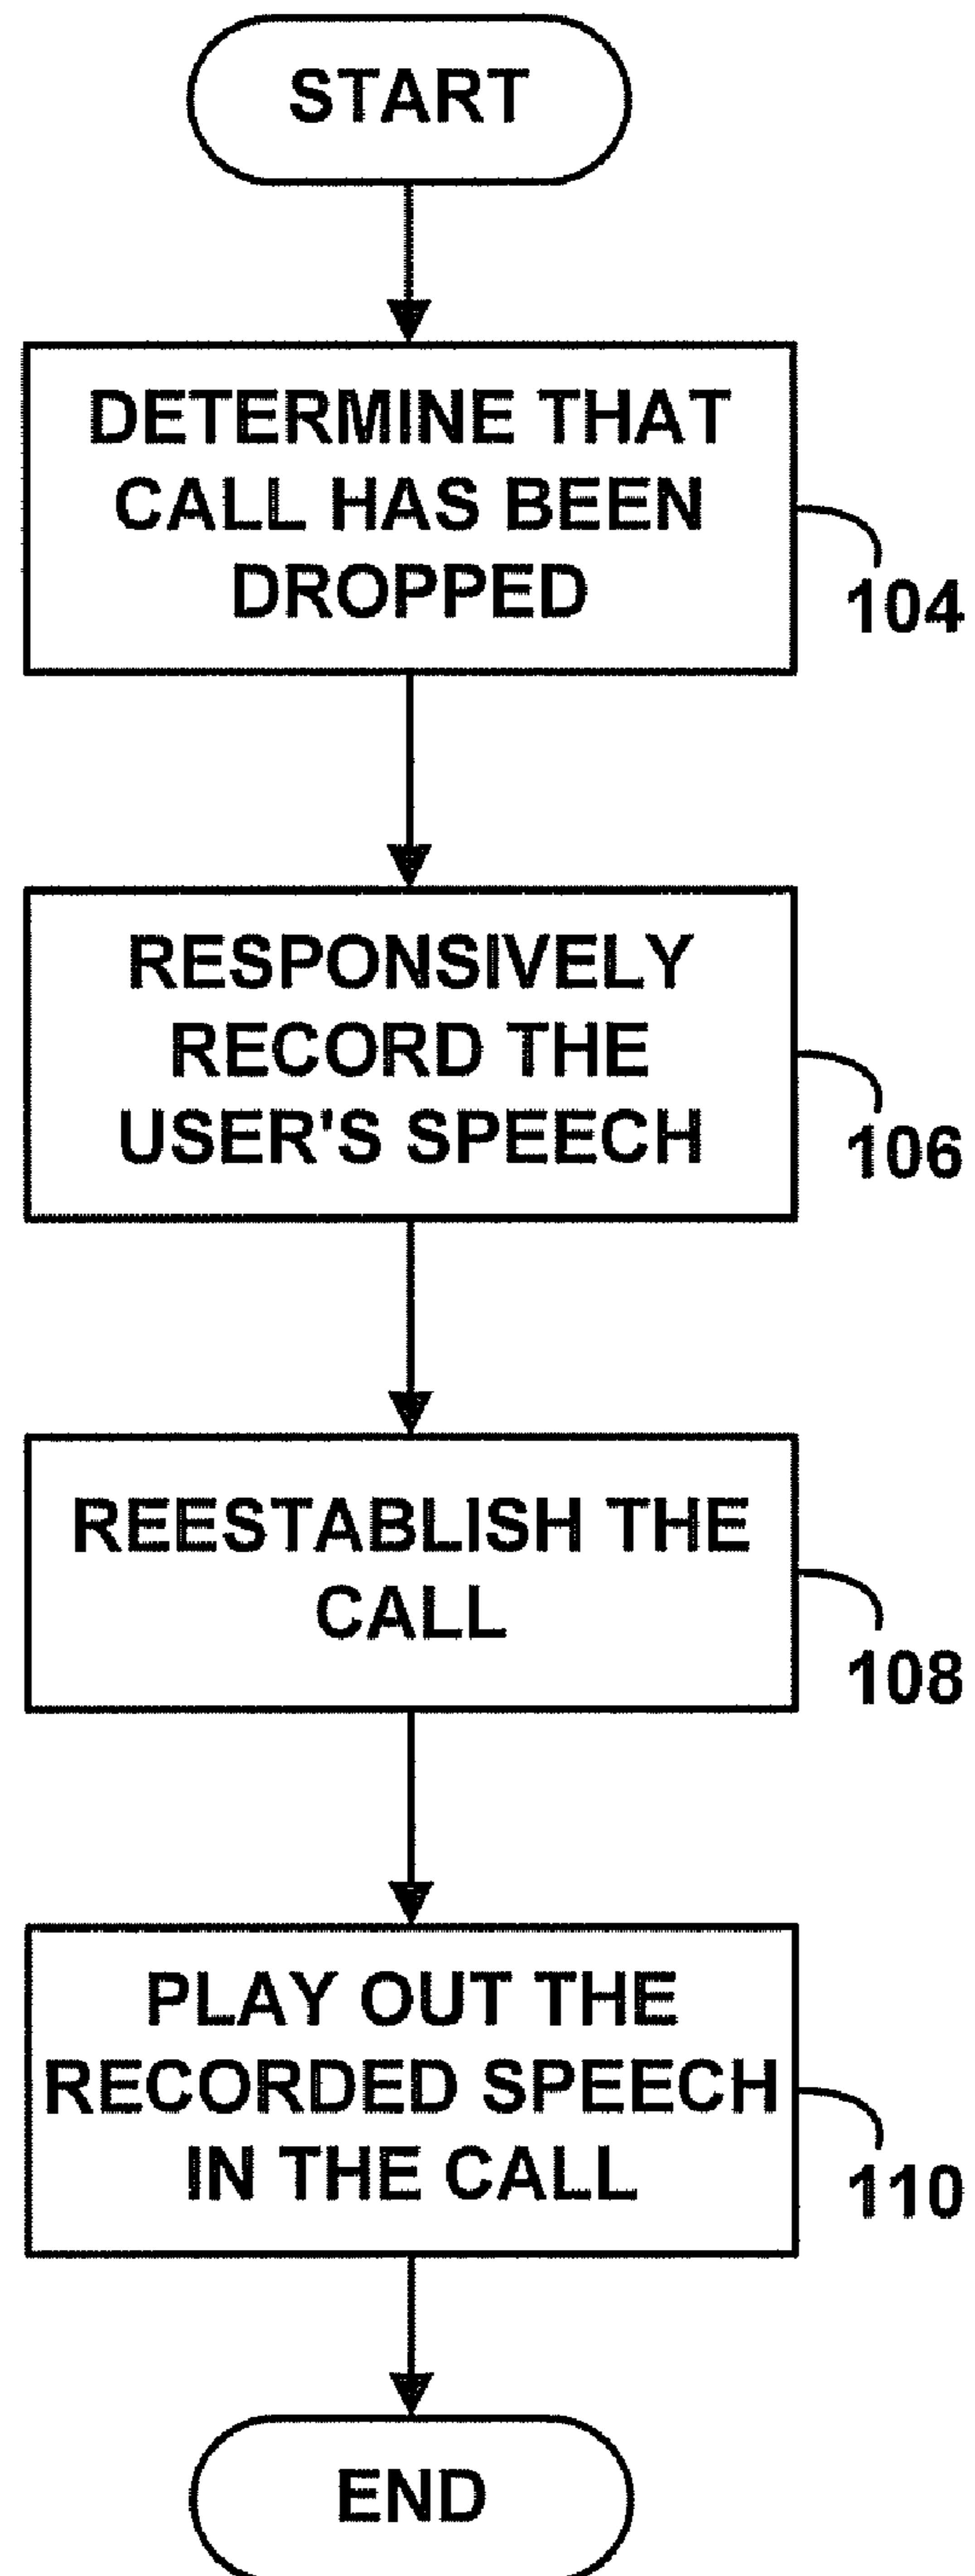 START
DETERMINE THAT
CALL HAS BEEN
DROPPED
104
RESPONSIVELY
RECORD THE
USER'S SPEECH
106
REESTABLISH THE
CALL
108
PLAY OUT THE
RECORDED SPEECH
IN THE CALL
110
END